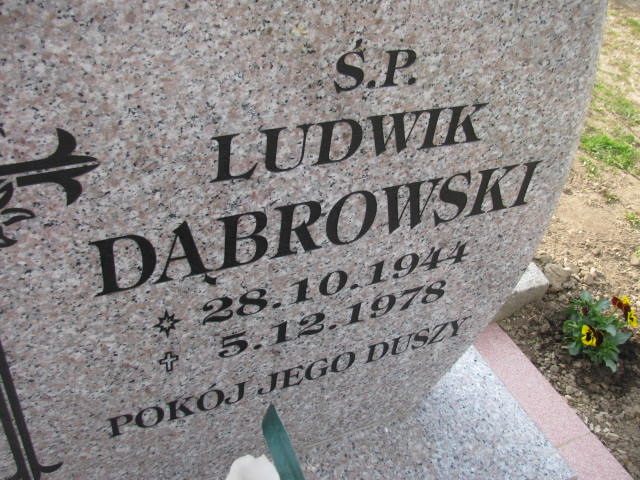 Ś.P.
LUDWIK
DĄBROWSKI
28.10.1944
5.12.1978
POKÓJ JEGO DUSZY